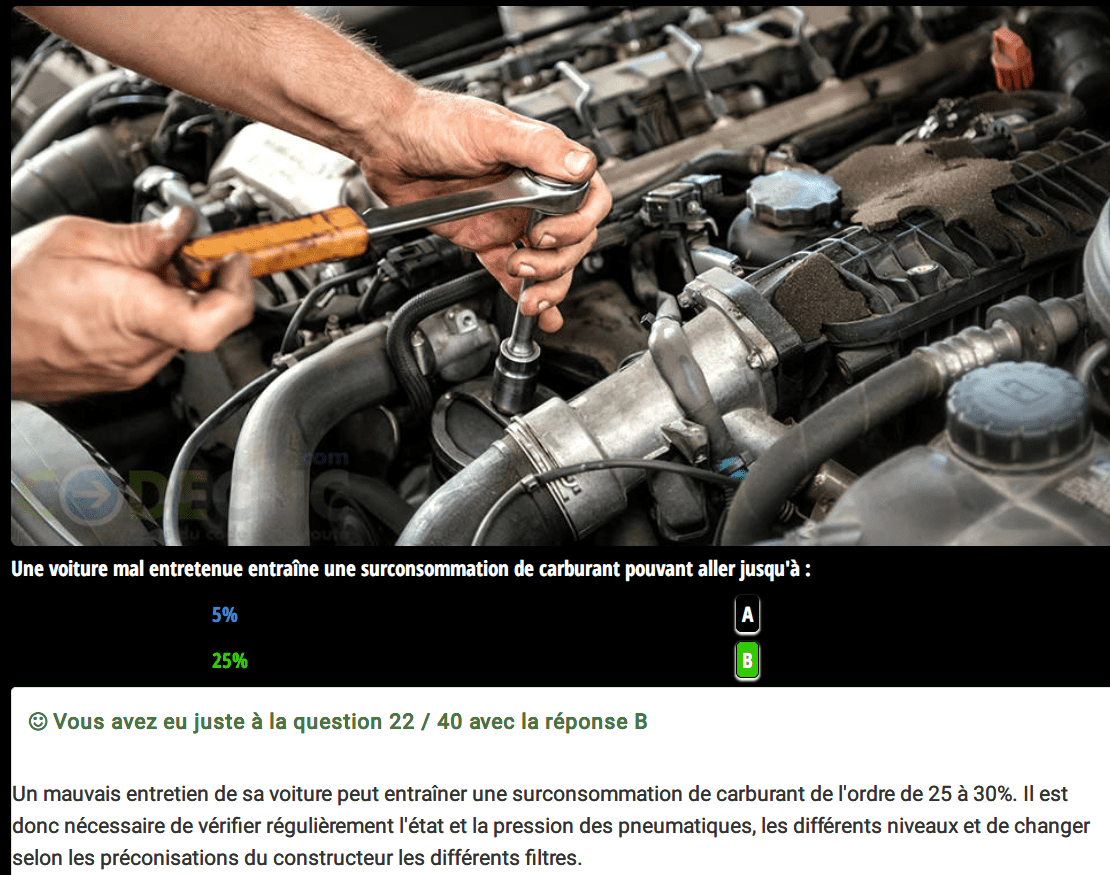 Une voiture mal entretenue entraîne une surconsommation de carburant pouvant aller jusqu'à :
5% A
25% B
Vous avez eu juste à la question 22 / 40 avec la réponse B
Un mauvais entretien de sa voiture peut entraîner une surconsommation de carburant de l'ordre de 25 à 30%. Il est
donc nécessaire de vérifier régulièrement l'état et la pression des pneumatiques, les différents niveaux et de changer
selon les préconisations du constructeur les différents filtres.